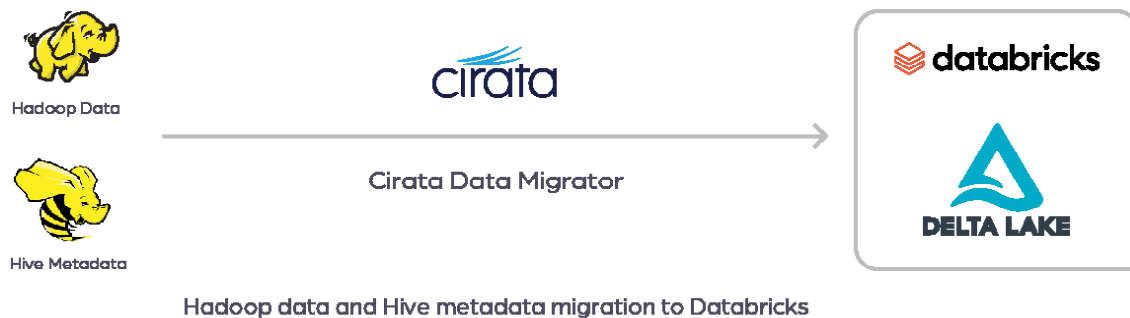 Hadoop Data
Hive Metadata
cirata
Cirata Data Migrator
databricks
DELTA LAKE
Hadoop data and Hive metadata migration to Databricks